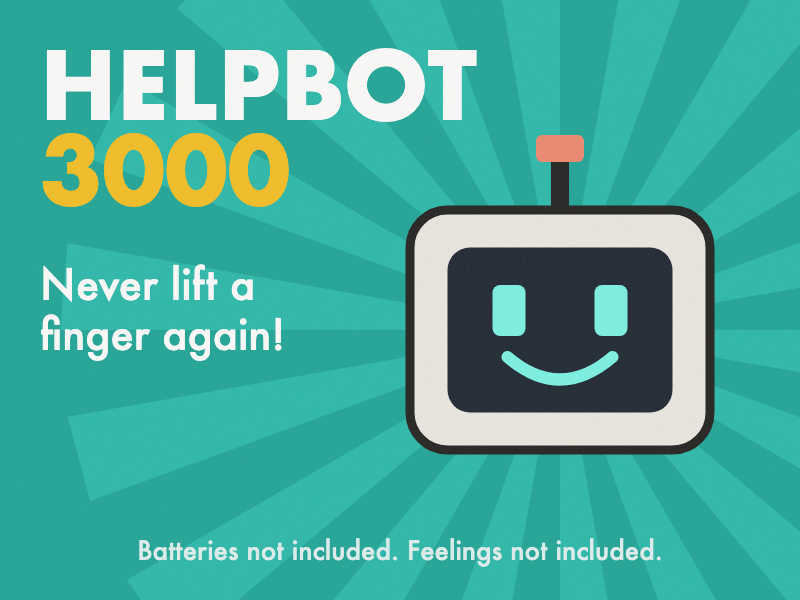 HELPBOT
3000
Never lift a
finger again!
Batteries not included. Feelings not included.